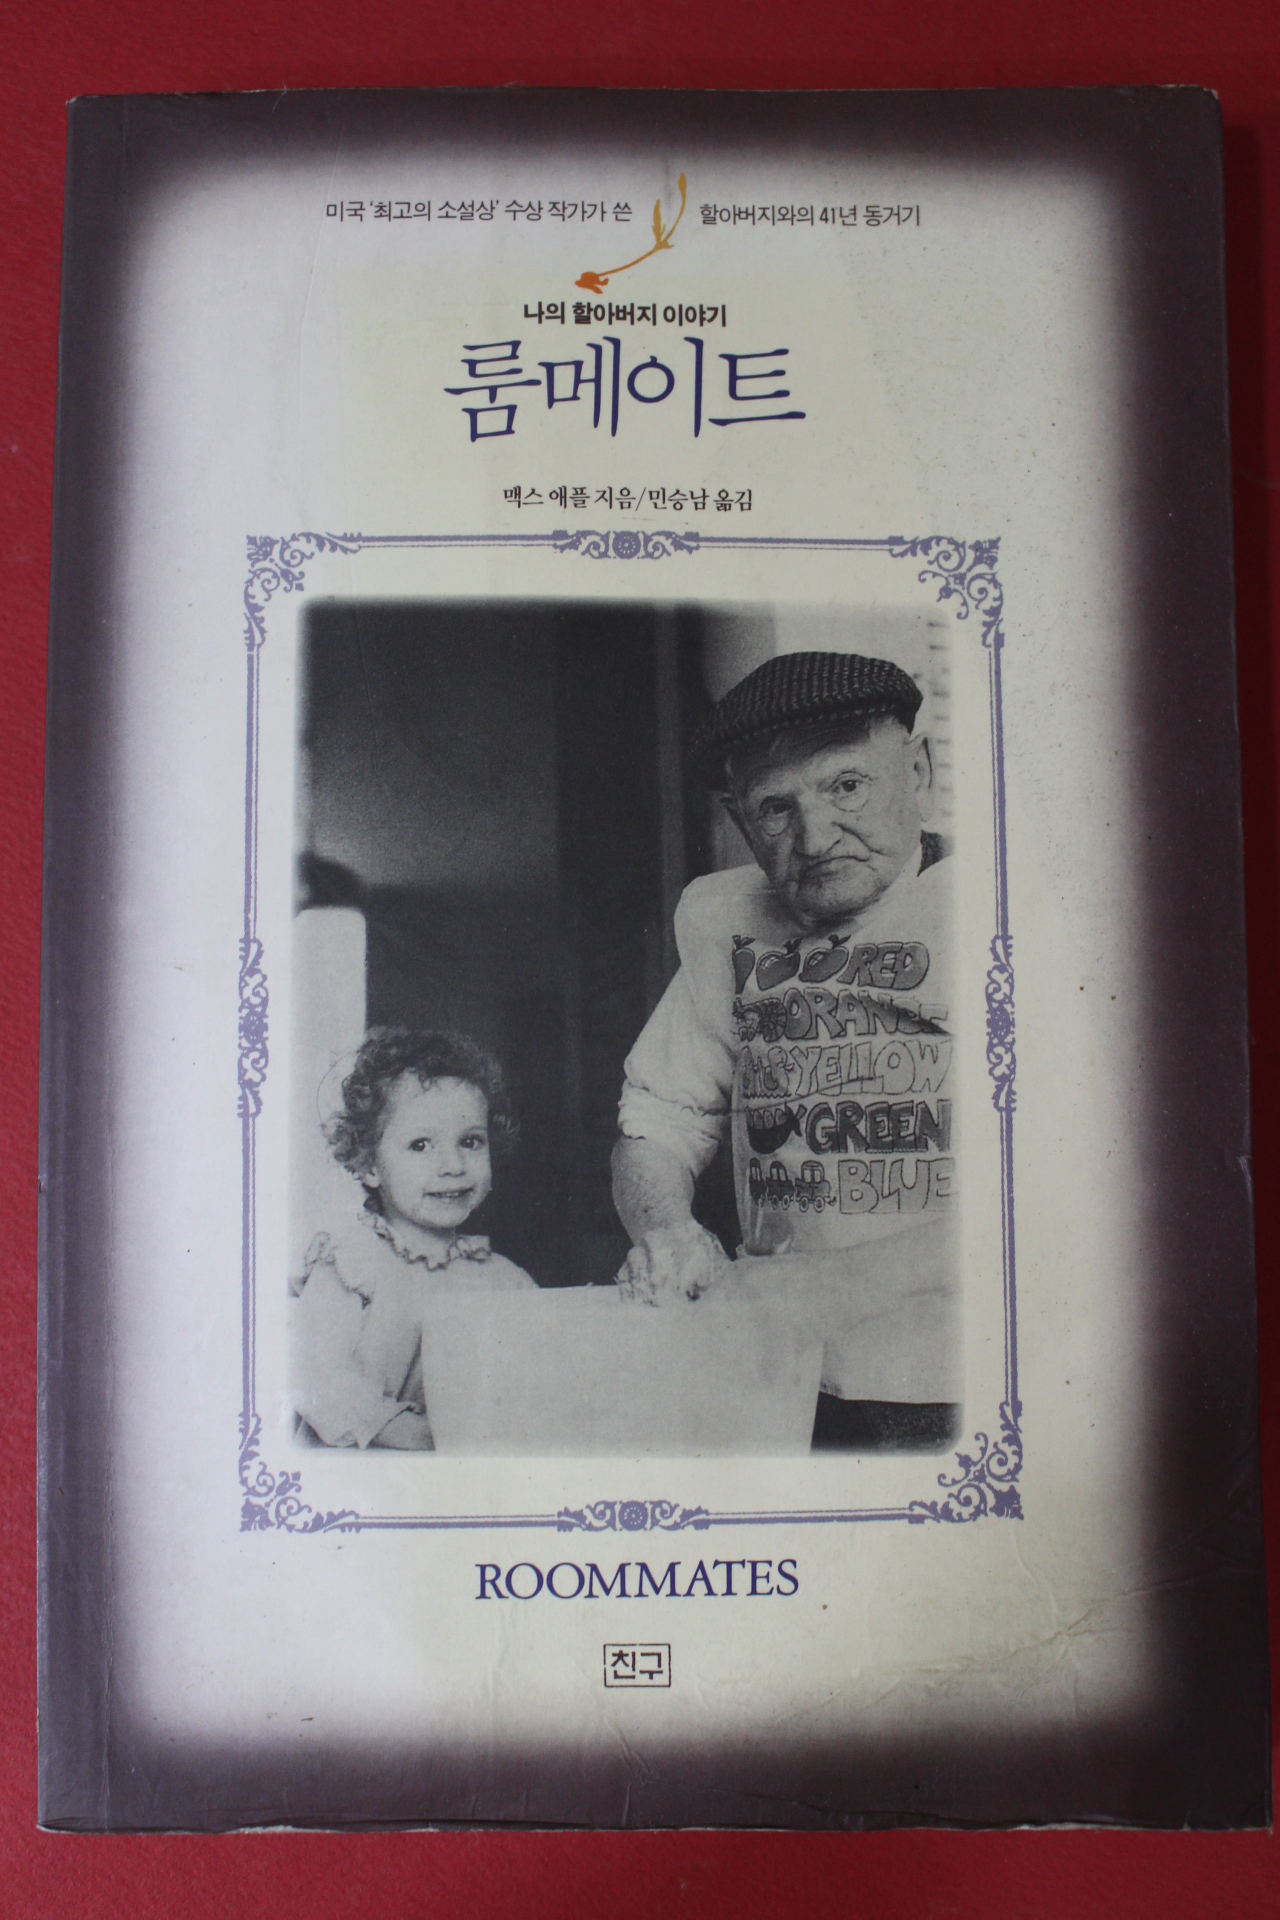 미국 '최고의 소설상' 수상 작가가 쓴 할아버지와의 41년 동거기
나의 할아버지 이야기
룸메이트
맥스 애플 지음/민승남 옮김
RED
ORANGE
YELLOW
GREEN
BLUE
ROOMMATES
친구